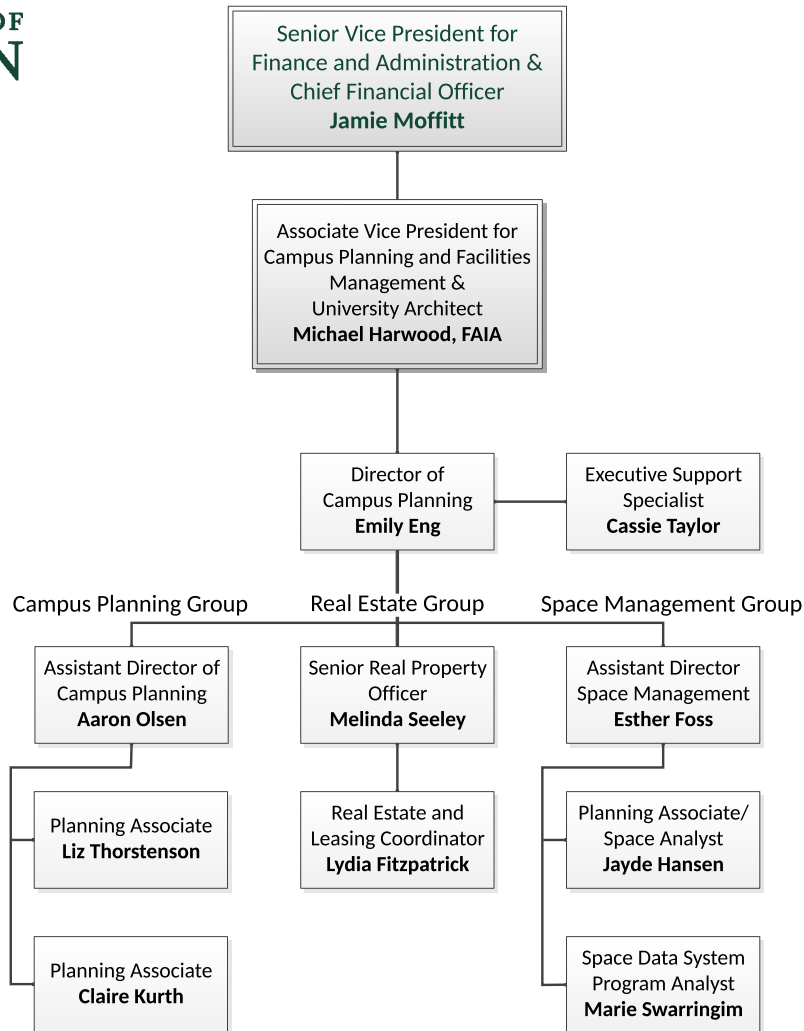 OF
N
Senior Vice President for
Finance and Administration &
Chief Financial Officer
Jamie Moffitt
Associate Vice President for
Campus Planning and Facilities
Management &
University Architect
Michael Harwood, FAIA
Director of
Campus Planning
Emily Eng
Executive Support
Specialist
Cassie Taylor
Campus Planning Group
Real Estate Group
Space Management Group
Assistant Director of
Campus Planning
Aaron Olsen
Senior Real Property
Officer
Melinda Seeley
Assistant Director
Space Management
Esther Foss
Planning Associate
Liz Thorstenson
Real Estate and
Leasing Coordinator
Lydia Fitzpatrick
Planning Associate/
Space Analyst
Jayde Hansen
Planning Associate
Claire Kurth
Space Data System
Program Analyst
Marie Swarringim